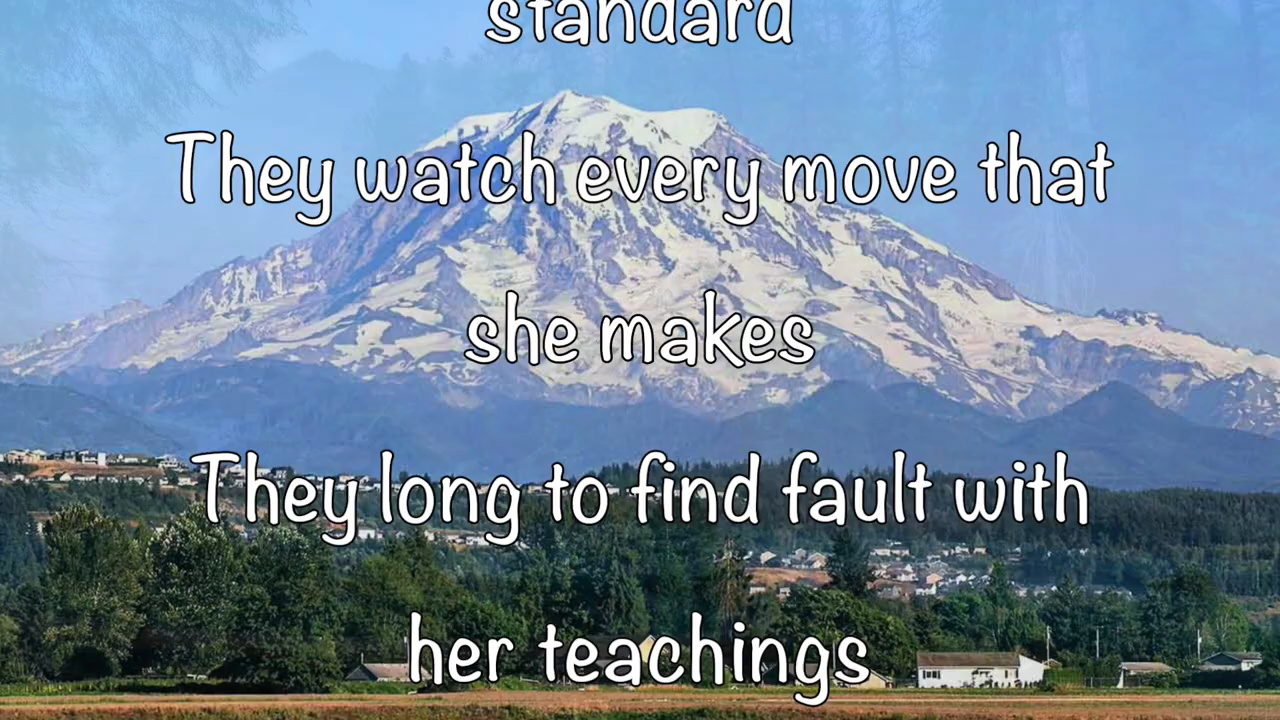 standard
They watch every move that
she makes
They long to find fault with
her teachings